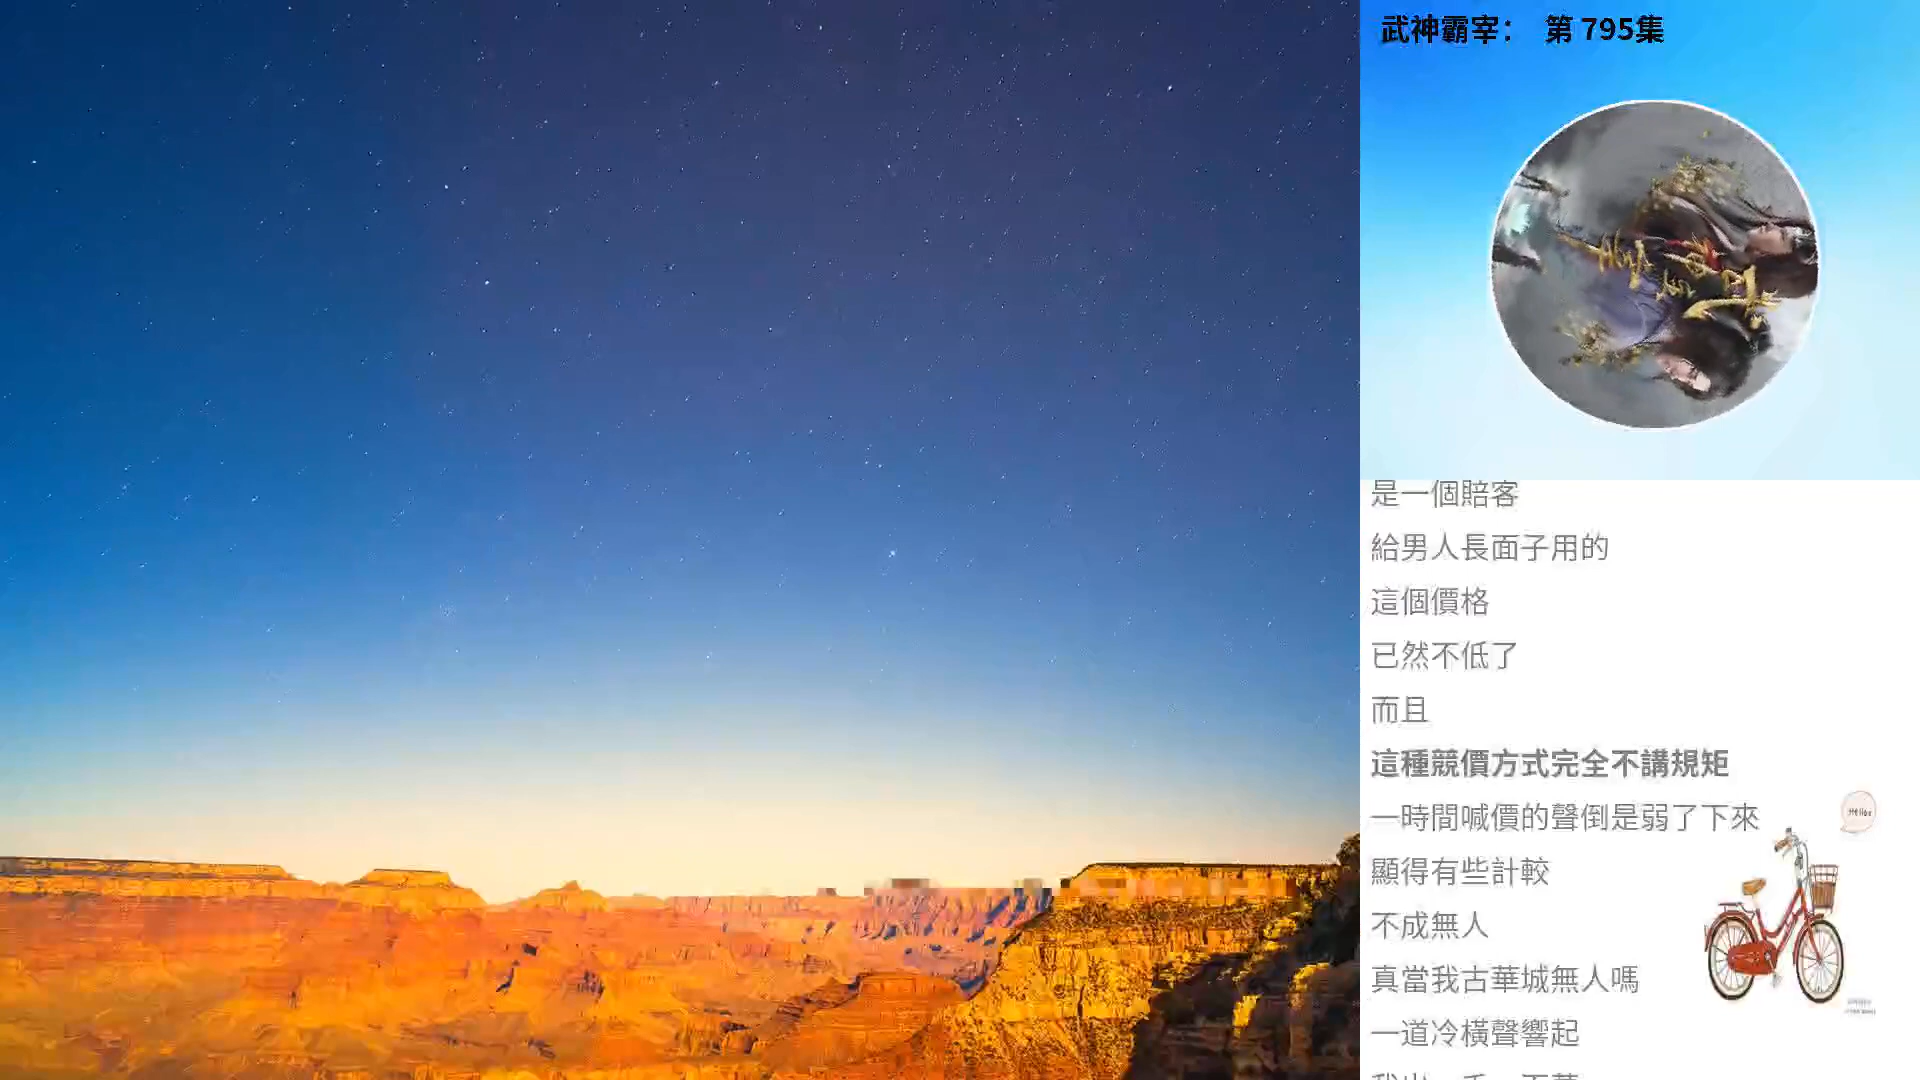 武神霸宰： 第 795集
是一個賠客
給男人長面子用的
這個價格
已然不低了
而且
這種競價方式完全不講規矩
一時間喊價的聲倒是弱了下來
顯得有些計較
不成無人
真當我古華城無人嗎
一道冷橫聲響起